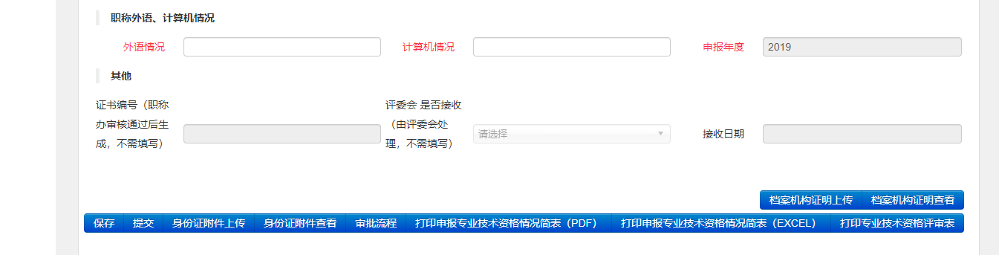 职称外语、计算机情况
外语情况 计算机情况 申报年度 2019
其他
证书编号（职称
办审核通过后生
成，不需填写）
评委会 是否接收
（由评委会处
理，不需填写）
请选择
接收日期
档案机构证明上传 档案机构证明查看
保存 提交 身份证附件上传 身份证附件查看 审批流程 打印申报专业技术资格情况简表（PDF） 打印申报专业技术资格情况简表（EXCEL） 打印专业技术资格评审表